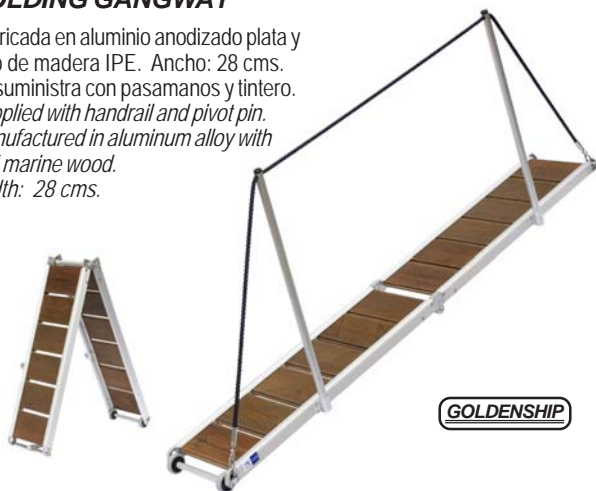 OLDING GANGWAY
ricada en aluminio anodizado plata y
o de madera IPE. Ancho: 28 cms.
suministra con pasamanos y tintero.
pplied with handrail and pivot pin.
nufactured in aluminum alloy with
marine wood.
dth: 28 cms.
GOLDENSHIP